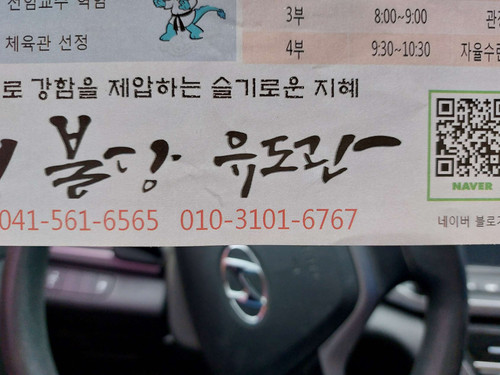 전임교수 역임
체육관 선정
3부 8:00~9:00
4부 9:30~10:30 자율수련
로 강함을 제압하는 슬기로운 지혜
불당 유도관
041-561-6565 010-3101-6767
NAVER
네이버 블로